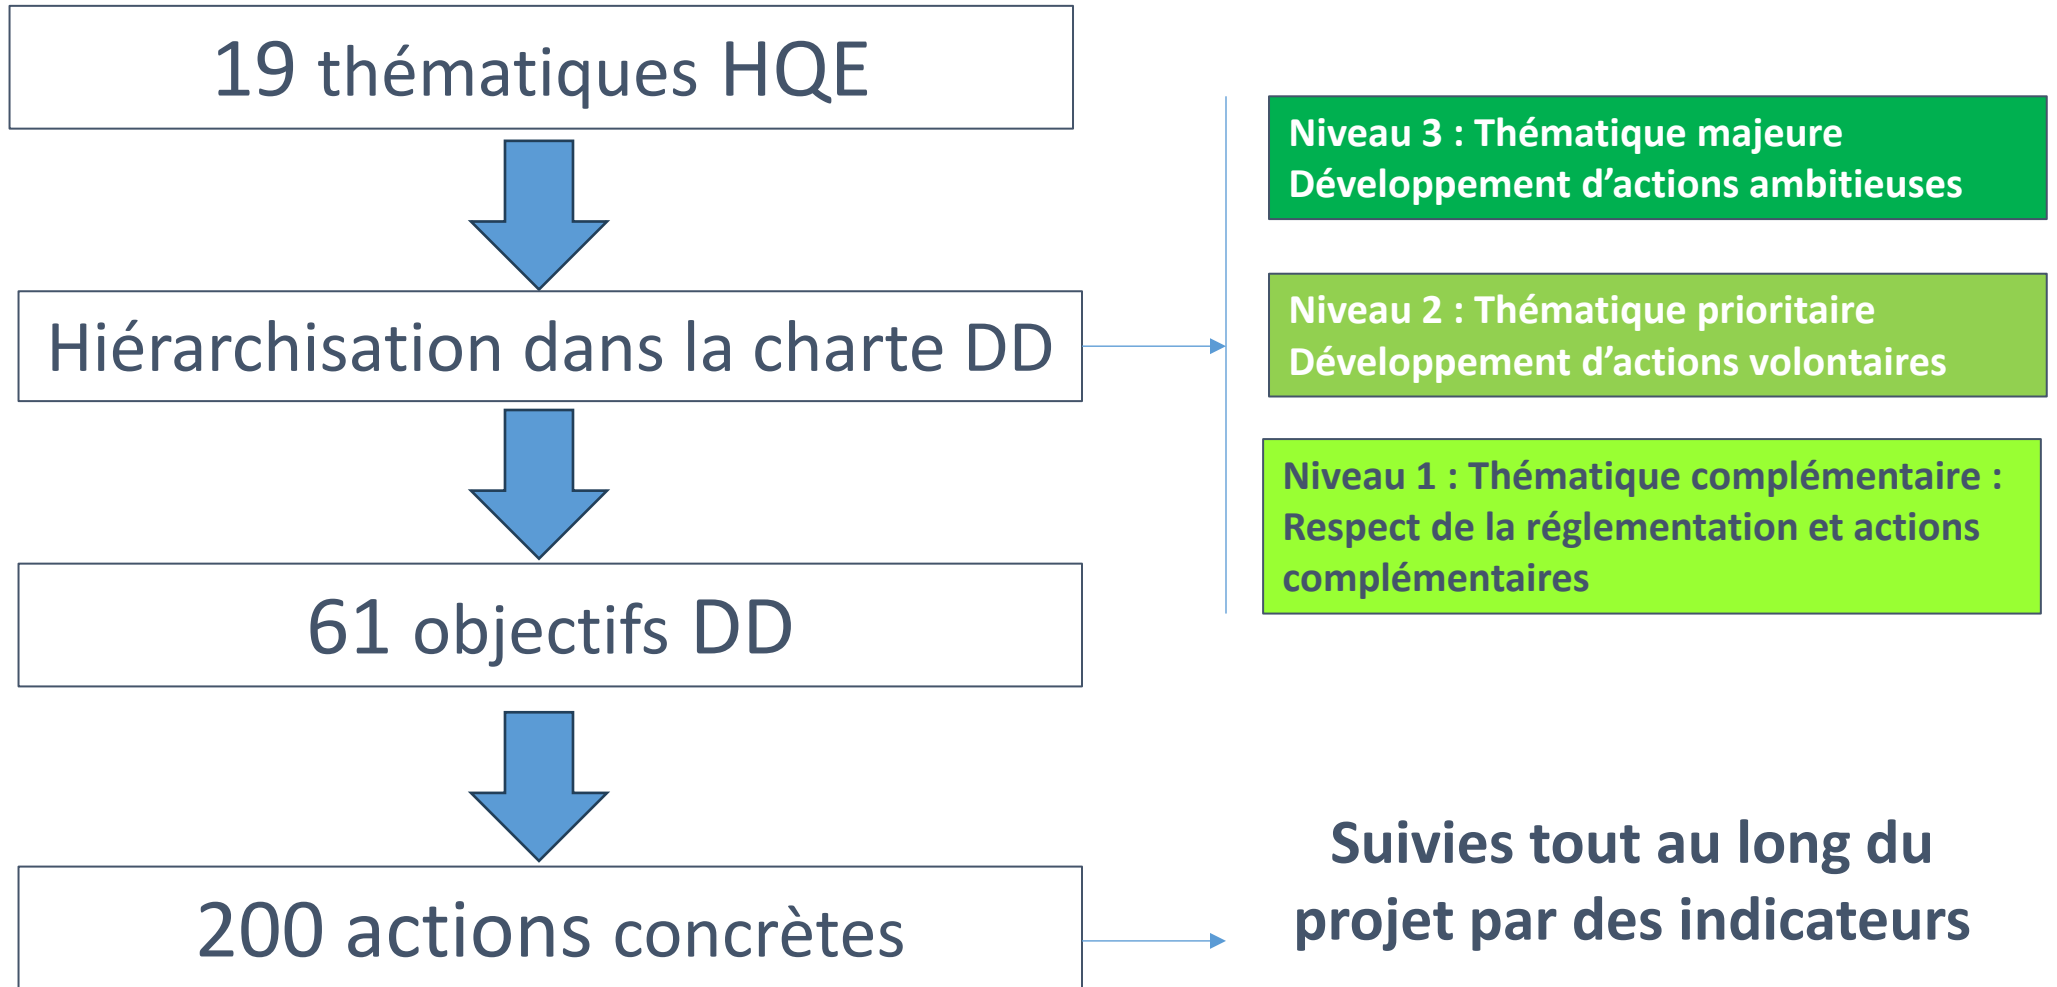 19 thématiques HQE
Hiérarchisation dans la charte DD
61 objectifs DD
200 actions concrètes
Niveau 3 : Thématique majeure
Développement d’actions ambitieuses
Niveau 2 : Thématique prioritaire
Développement d’actions volontaires
Niveau 1 : Thématique complémentaire :
Respect de la réglementation et actions
complémentaires
Suivies tout au long du
projet par des indicateurs